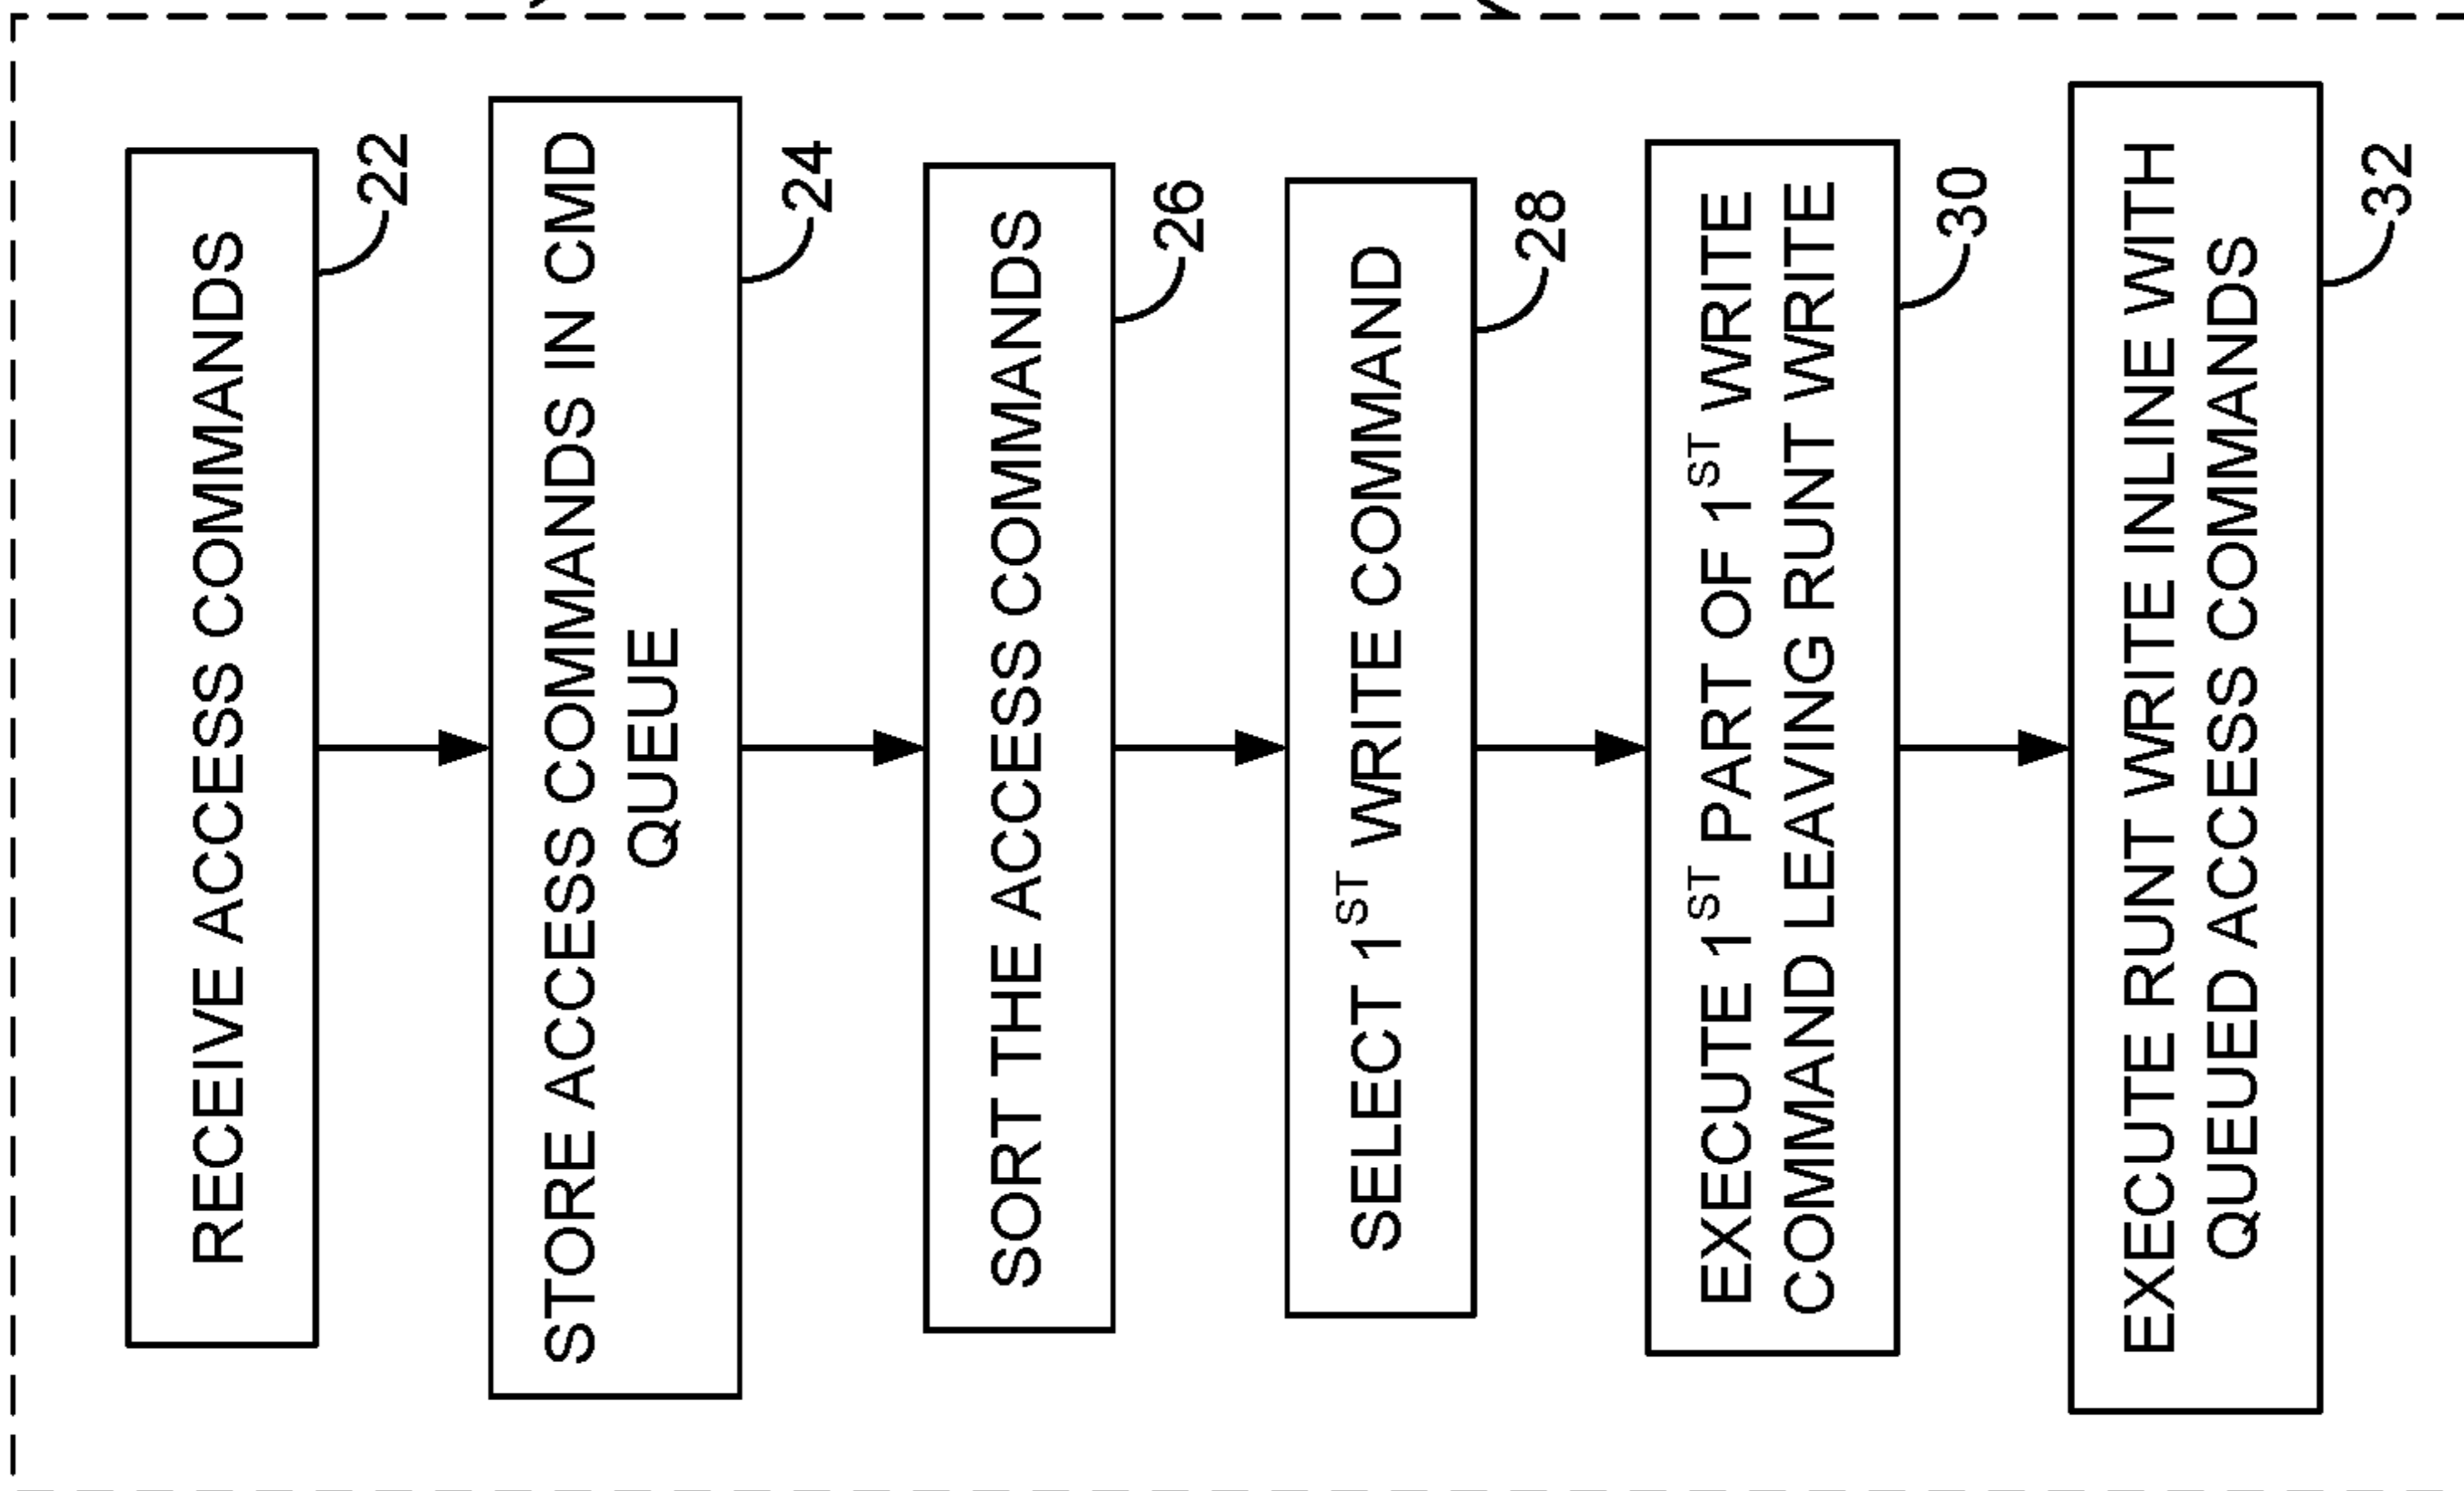 RECEIVE ACCESS COMMANDS
22
STORE ACCESS COMMANDS IN CMD
QUEUE
24
SORT THE ACCESS COMMANDS
26
SELECT 1ST WRITE COMMAND
28
EXECUTE 1ST PART OF 1ST WRITE
COMMAND LEAVING RUNT WRITE
30
EXECUTE RUNT WRITE INLINE WITH
QUEUED ACCESS COMMANDS
32